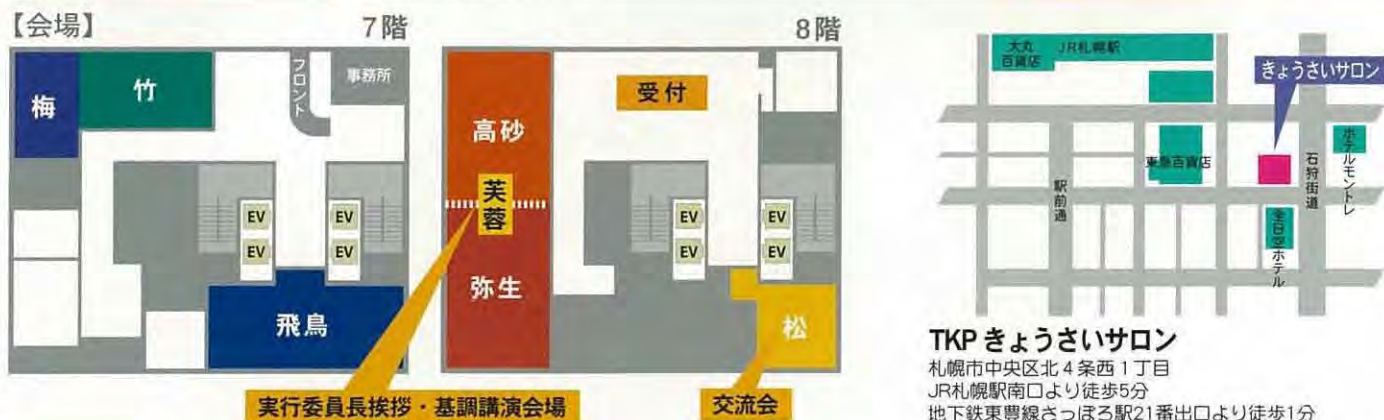 【会場】
7階
梅
竹
フロント
事務所
EV
EV
EV
EV
飛鳥
8階
高砂
受付
芙蓉
弥生
EV
EV
EV
EV
松
実行委員長挨拶・基調講演会場
交流会
大丸
百貨店
JR札幌駅
きょうさいサロン
東急百貨店
駅前通
石狩街道
ホテルモントレ
全日空ホテル
TKP きょうさいサロン
札幌市中央区北4条西1丁目
JR札幌駅南口より徒歩5分
地下鉄東豊線さっぽろ駅21番出口より徒歩1分